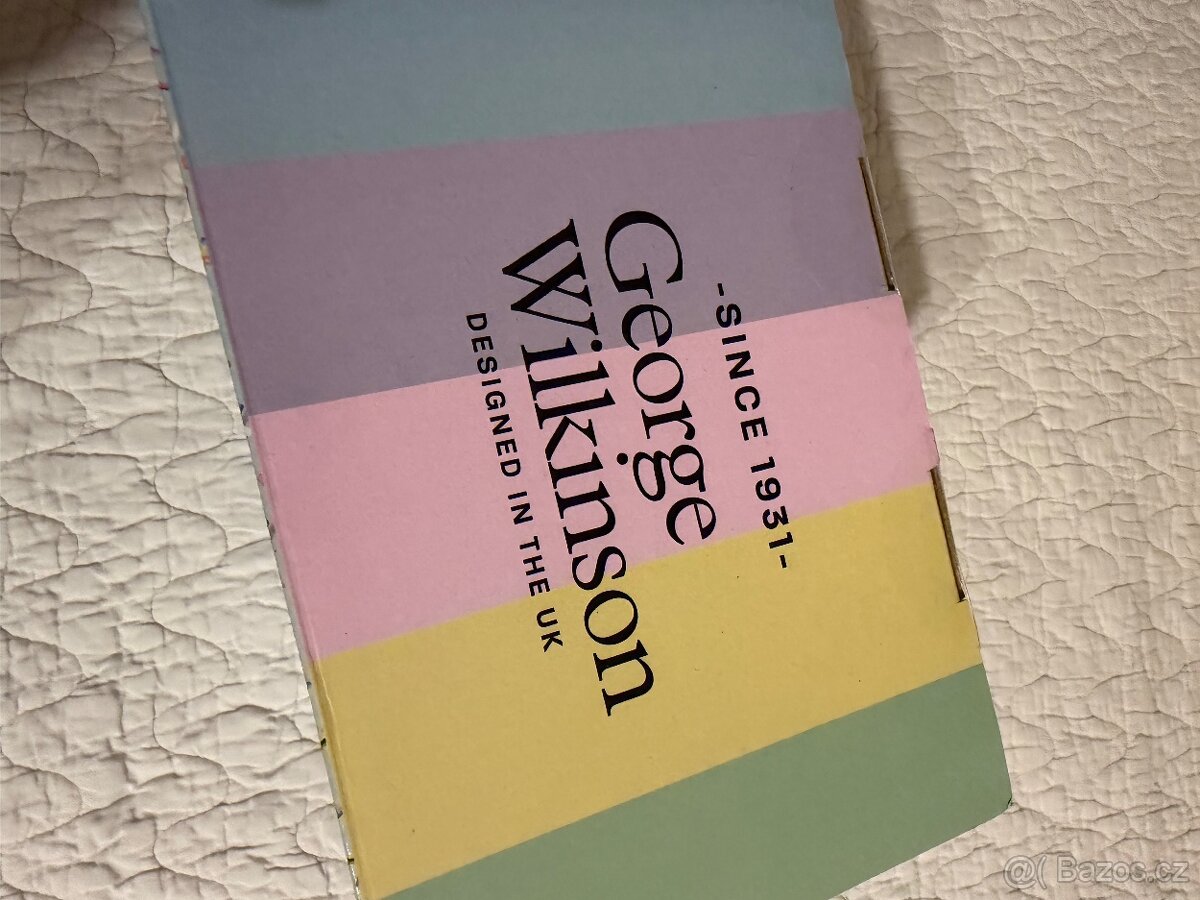 -SINCE 1931-
George
Wilkinson
DESIGNED IN THE UK
@( Bazos.cz